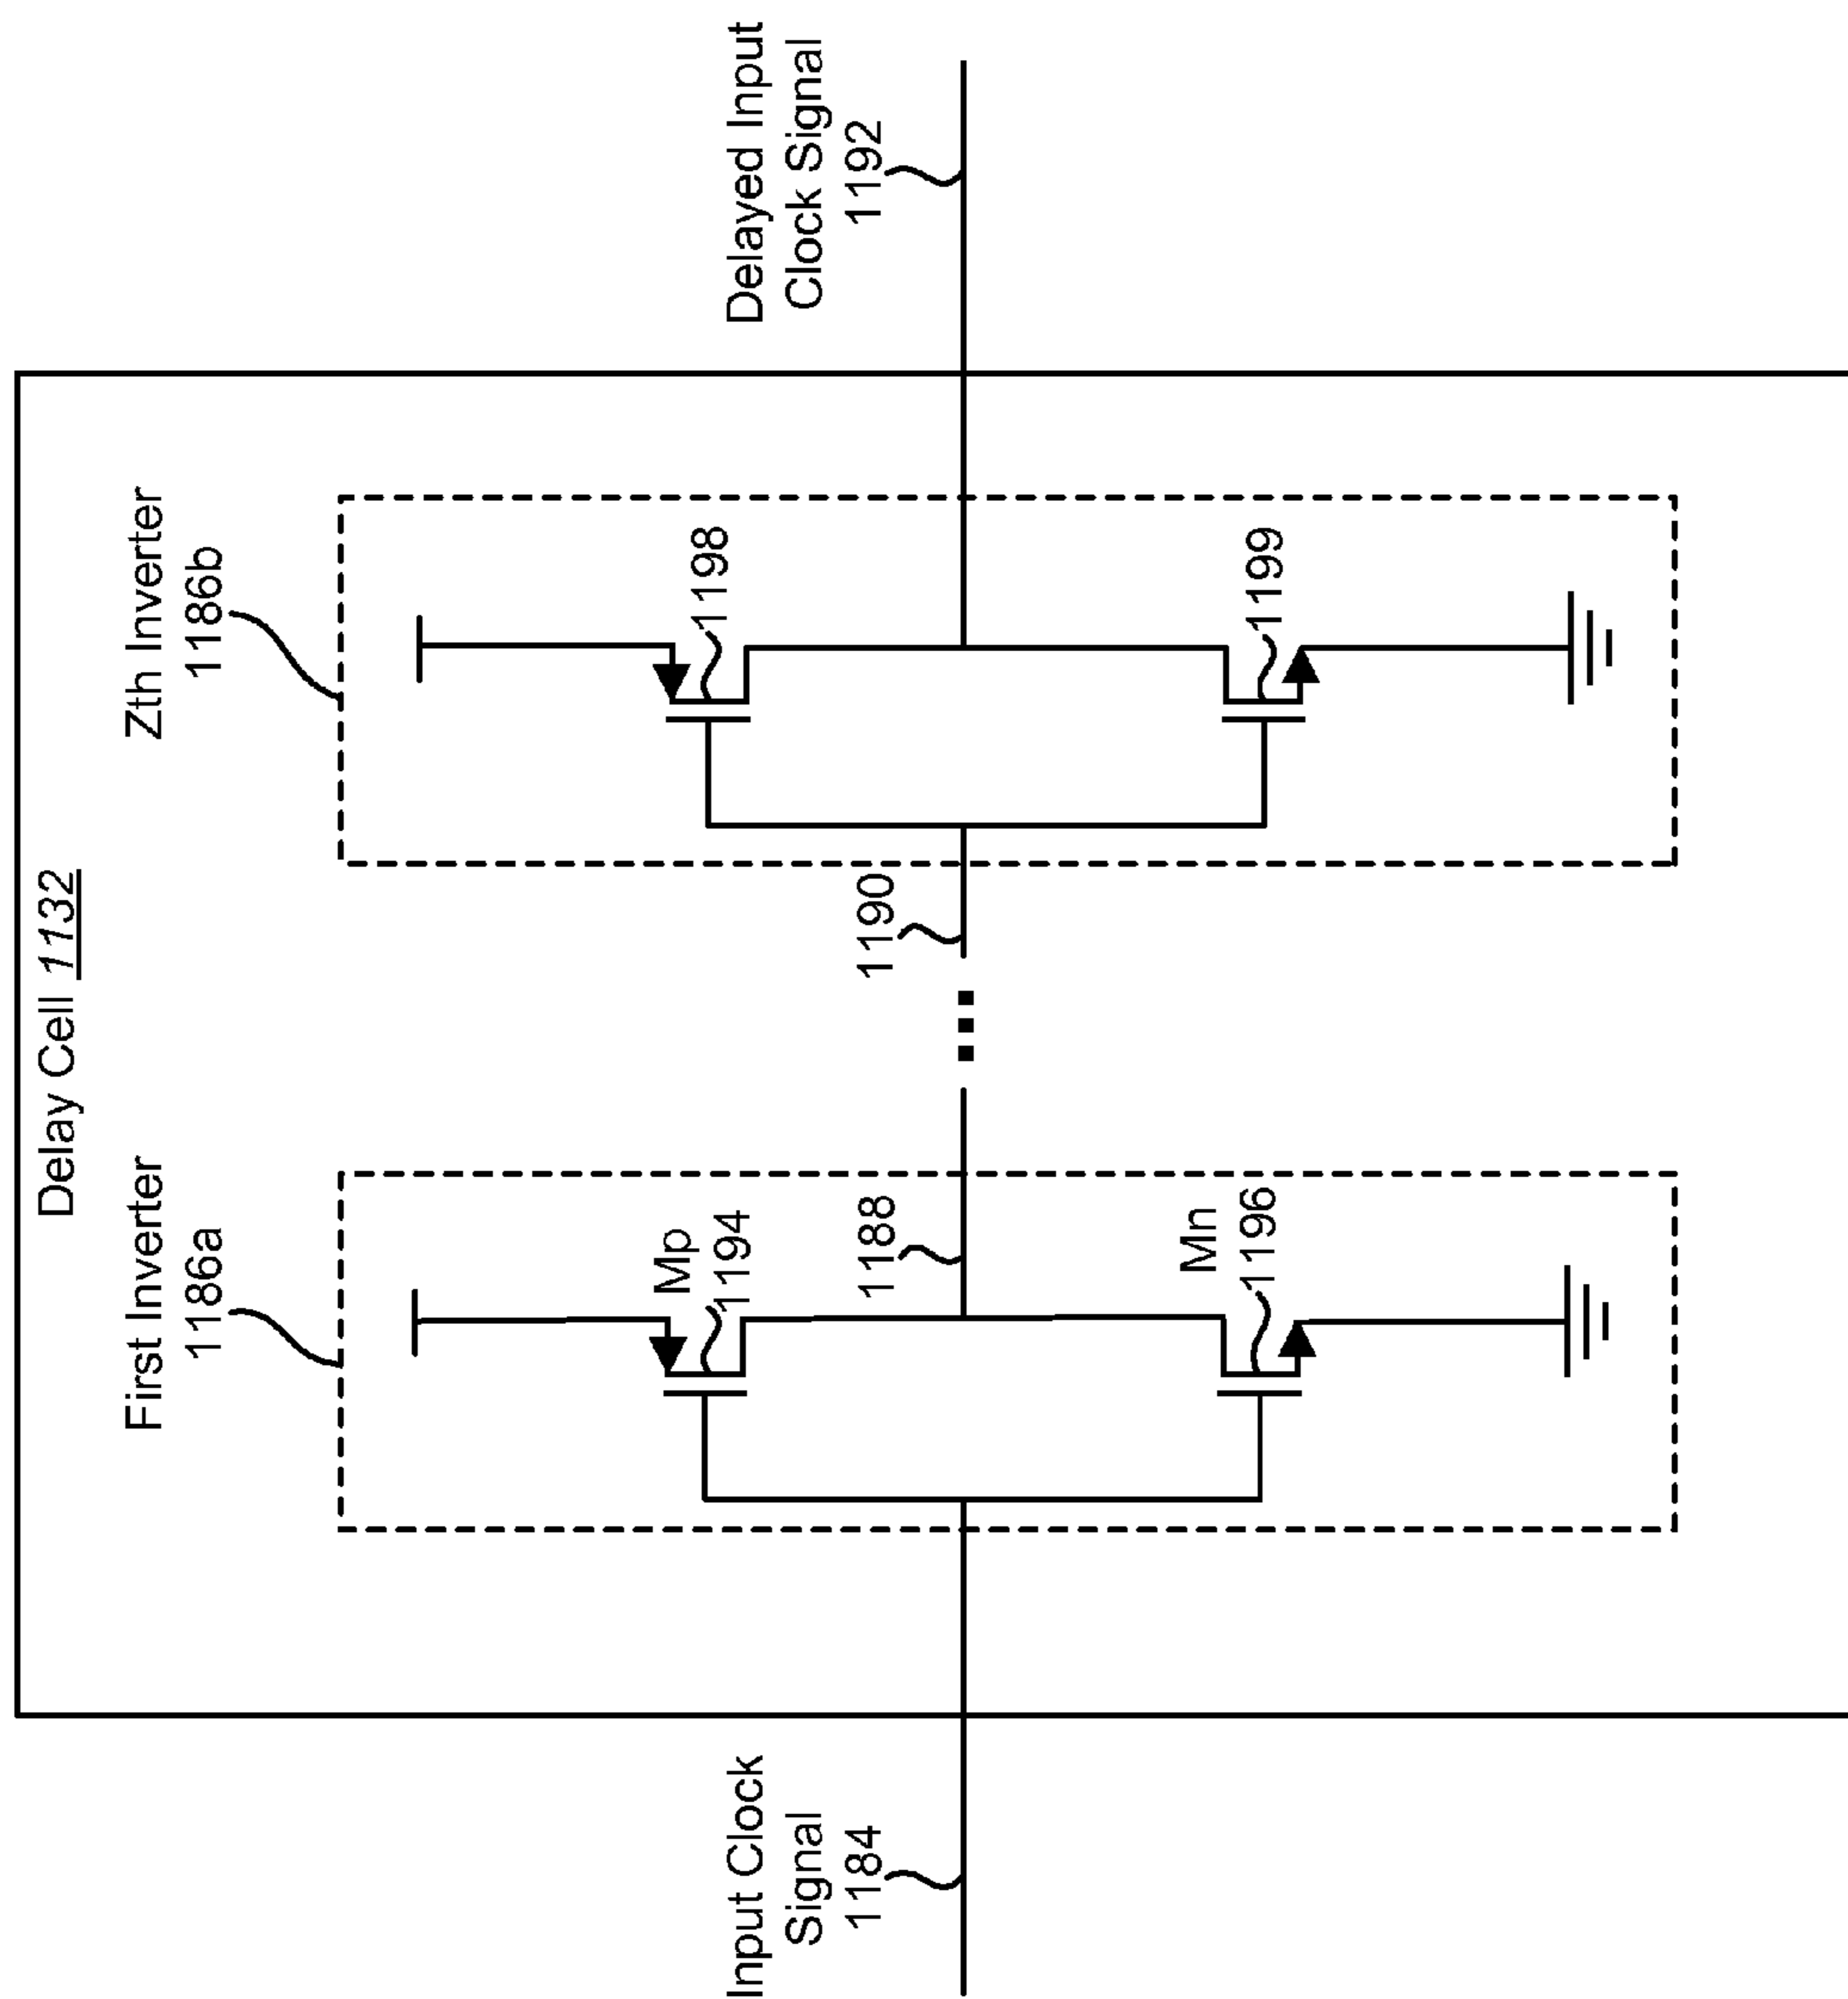 Delay Cell 1132
First Inverter
1186a
Zth Inverter
1186b
Input Clock
Signal
1184
Mp
1194
1188
Mn
1196
1190
1198
1199
Delayed Input
Clock Signal
1192